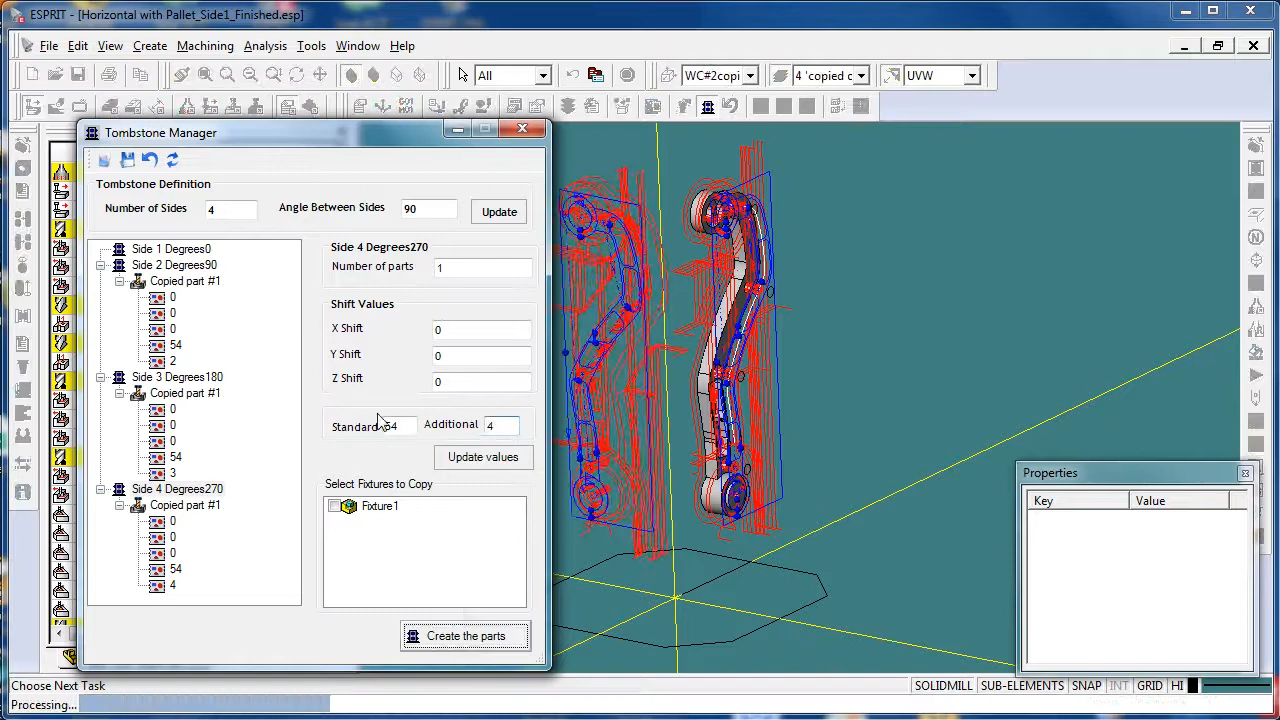 ESPRIT - [Horizontal with Pallet_Side1_Finished.esp]
File Edit View Create Machining Analysis Tools Window Help
All WC#2copi 4 'copied c UVW
Tombstone Manager
Tombstone Definition
Number of Sides 4 Angle Between Sides 90 Update
Side 1 Degrees0
Side 2 Degrees90
Copied part #1
0
0
0
54
2
Side 3 Degrees180
Copied part #1
0
0
0
54
3
Side 4 Degrees270
Copied part #1
0
0
0
54
4
Side 4 Degrees270
Number of parts 1
Shift Values
X Shift 0
Y Shift 0
Z Shift 0
Standard 54 Additional 4
Update values
Select Fixtures to Copy
Fixture1
Create the parts
Properties
Key Value
Choose New Task
SOLIDMILL SUB-ELEMENTS SNAP INT GRID HI
Processing...